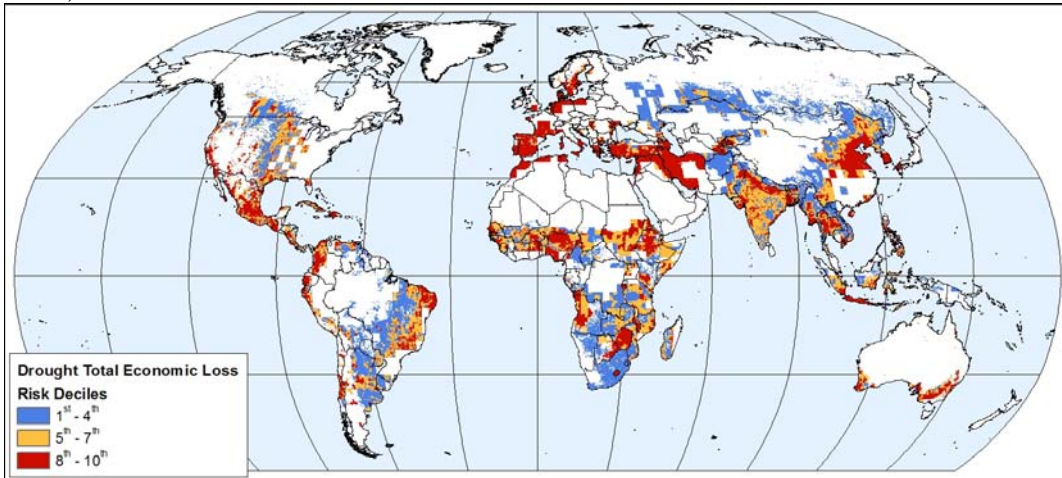 Drought Total Economic Loss
Risk Deciles
1st - 4th
5th - 7th
8th - 10th